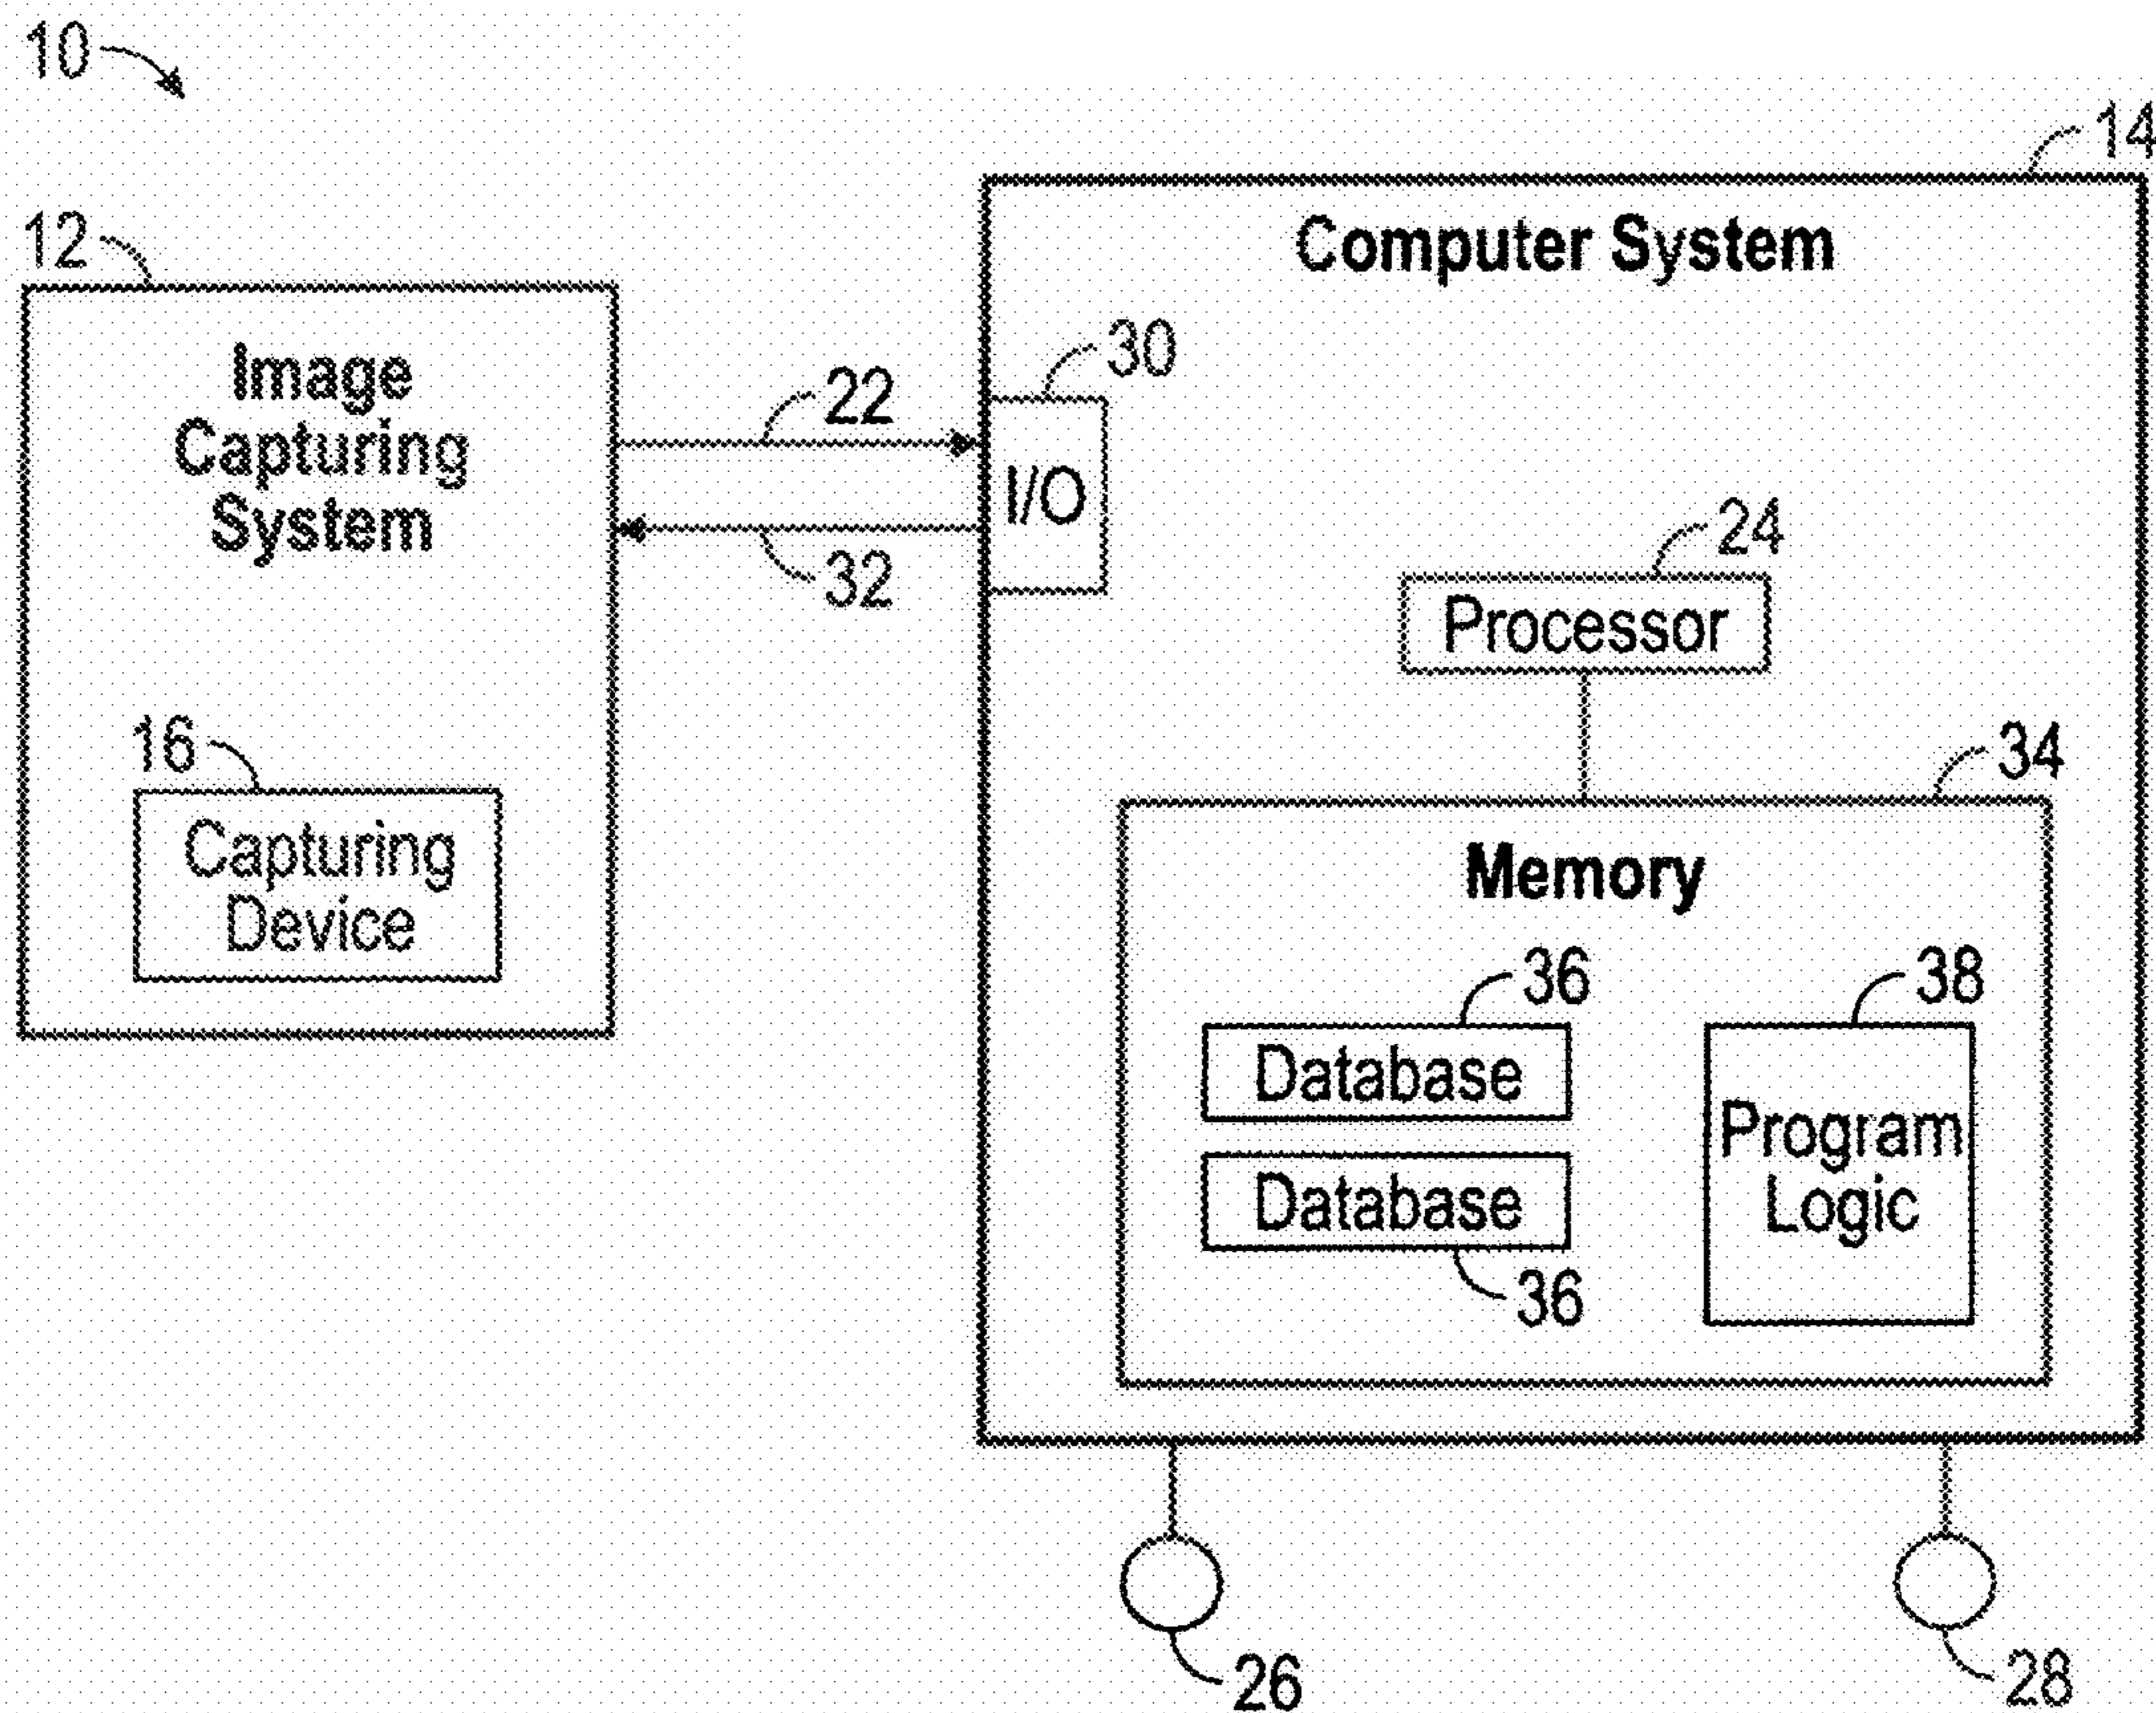 10
14
Computer System
12
Image
Capturing
System
30
22
I/O
32
24
Processor
16
Capturing
Device
34
Memory
36
38
Database
Program
Logic
Database
36
26
28